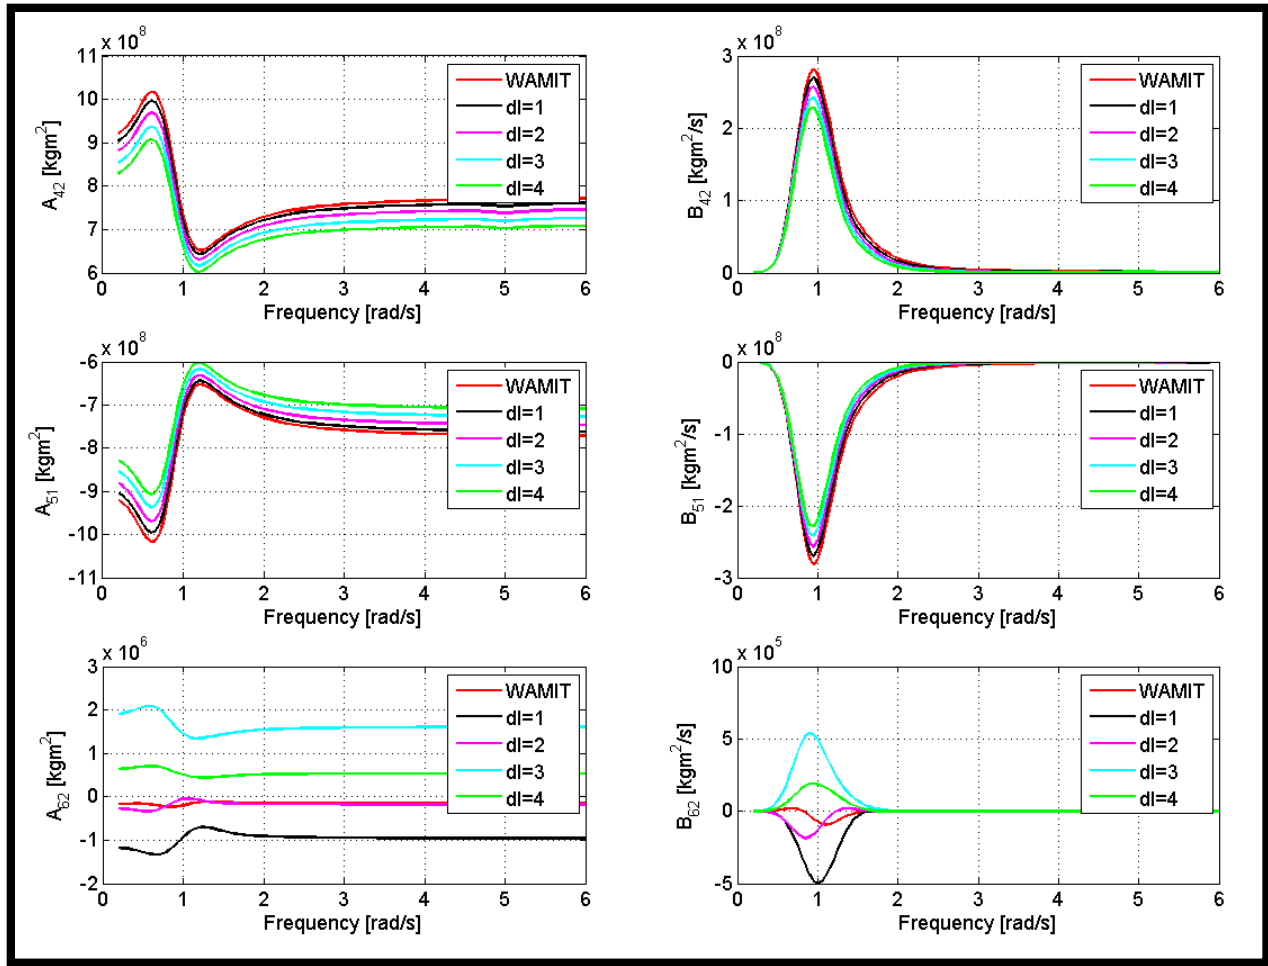 x 10^8
11
10
9
8
7
6
A_42 [kgm^2]
0 1 2 3 4 5 6
Frequency [rad/s]
WAMIT
dl=1
dl=2
dl=3
dl=4
x 10^8
3
2
1
0
B_42 [kgm^2/s]
0 1 2 3 4 5 6
Frequency [rad/s]
WAMIT
dl=1
dl=2
dl=3
dl=4
x 10^8
-6
-7
-8
-9
-10
-11
A_51 [kgm^2]
0 1 2 3 4 5 6
Frequency [rad/s]
WAMIT
dl=1
dl=2
dl=3
dl=4
x 10^8
0
-1
-2
-3
B_51 [kgm^2/s]
0 1 2 3 4 5 6
Frequency [rad/s]
WAMIT
dl=1
dl=2
dl=3
dl=4
x 10^6
3
2
1
0
-1
-2
A_62 [kgm^2]
0 1 2 3 4 5 6
Frequency [rad/s]
WAMIT
dl=1
dl=2
dl=3
dl=4
x 10^5
10
5
0
-5
B_62 [kgm^2/s]
0 1 2 3 4 5 6
Frequency [rad/s]
WAMIT
dl=1
dl=2
dl=3
dl=4